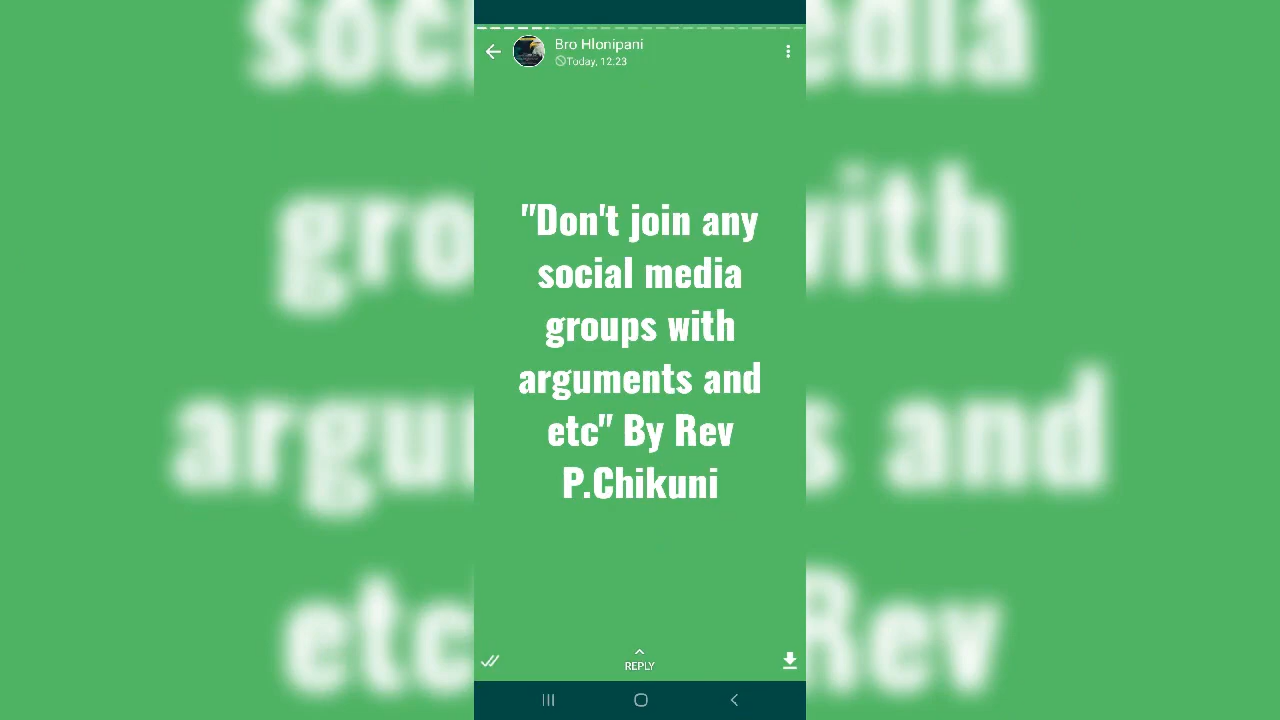 Bro Hlonipani
Today, 12.23
"Don't join any
social media
groups with
arguments and
etc" By Rev
P.Chikuni
REPLY